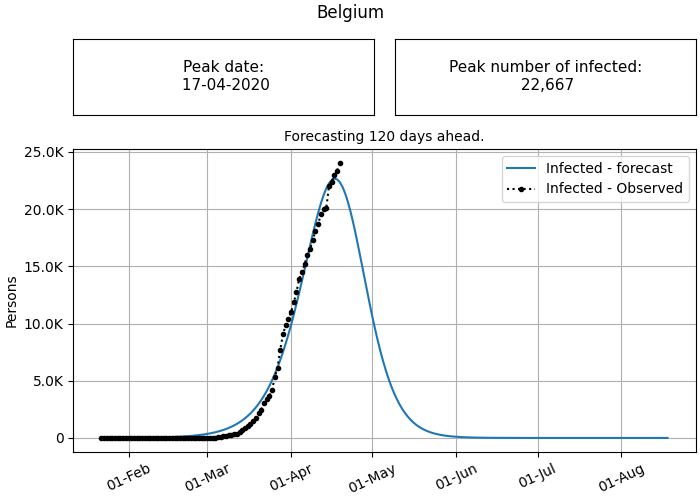 Belgium
Peak date:
17-04-2020
Peak number of infected:
22,667
Forecasting 120 days ahead.
Infected - forecast
Infected - Observed
25.0K
20.0K
15.0K
10.0K
5.0K
0
Persons
01-Feb
01-Mar
01-Apr
01-May
01-Jun
01-Jul
01-Aug